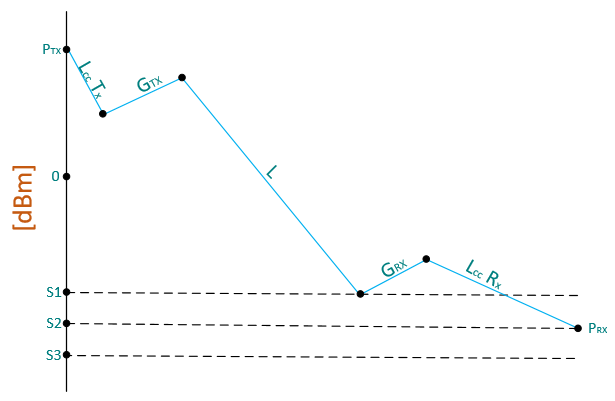 PTX
Lcc Tx
GTX
L
0
[dBm]
GRX
Lcc Rx
S1
S2
PRX
S3